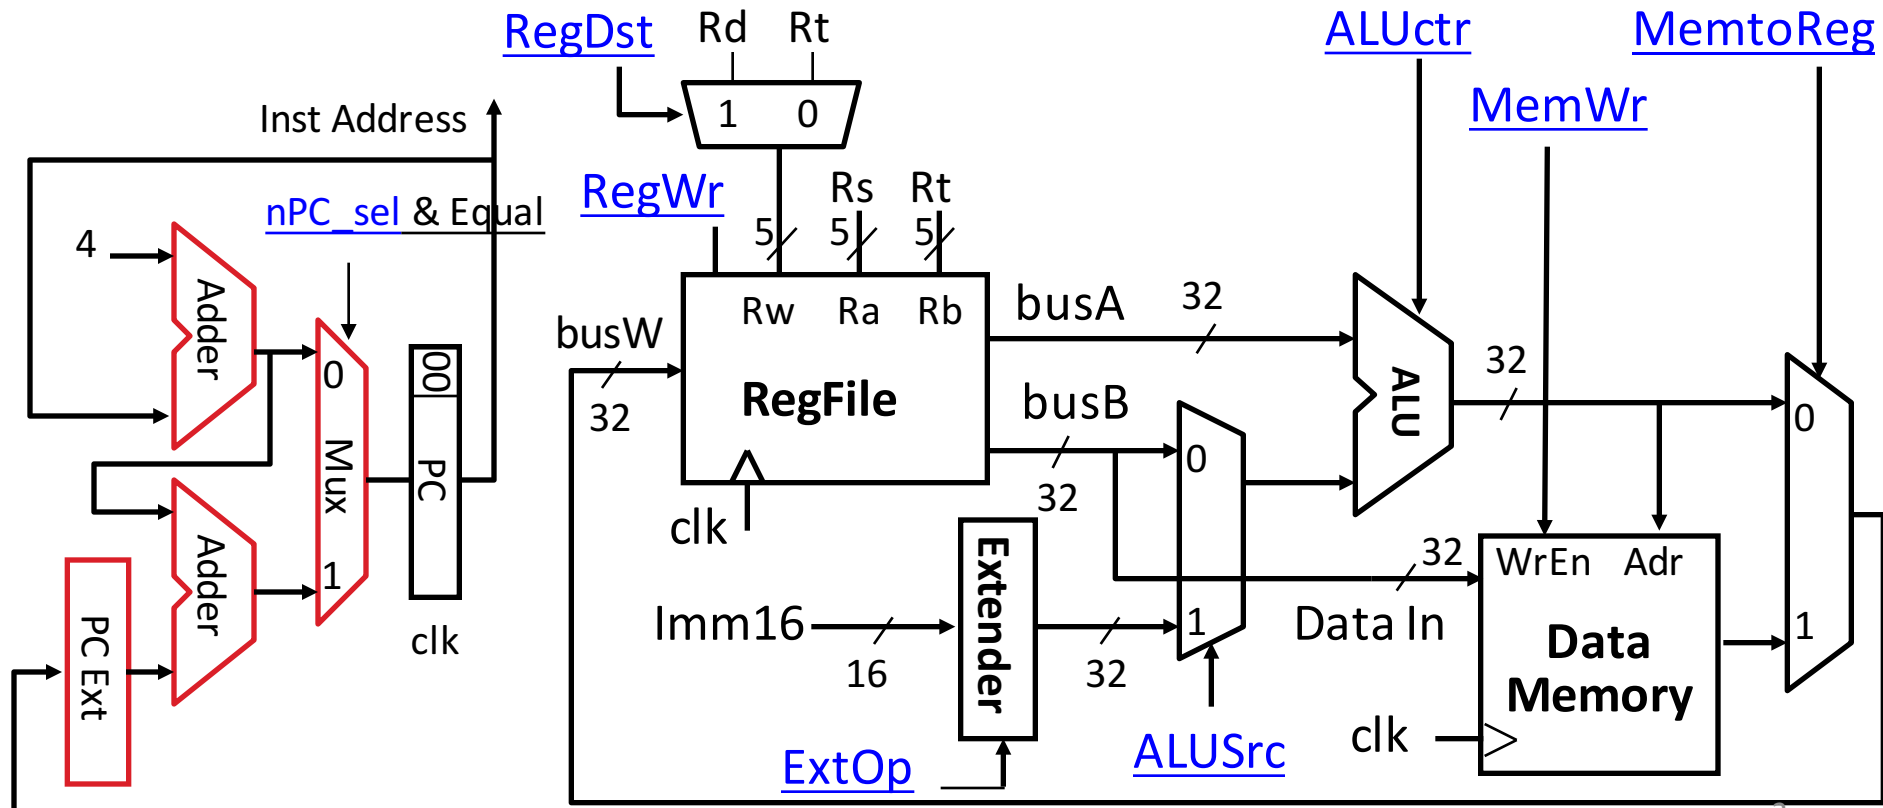 RegDst
Rd Rt
ALUctr
MemtoReg
1 0
MemWr
Inst Address
RegWr
Rs Rt
nPC_sel & Equal
5 5 5
4
Adder
Rw Ra Rb
busW
32
RegFile
clk
busA
32
busB
32
ALU
32
0
1
0
Mux
1
00
PC
clk
Adder
PC Ext
Imm16
16
Extender
32
ExtOp
0
1
ALUSrc
32
Data In
WrEn Adr
Data
Memory
clk